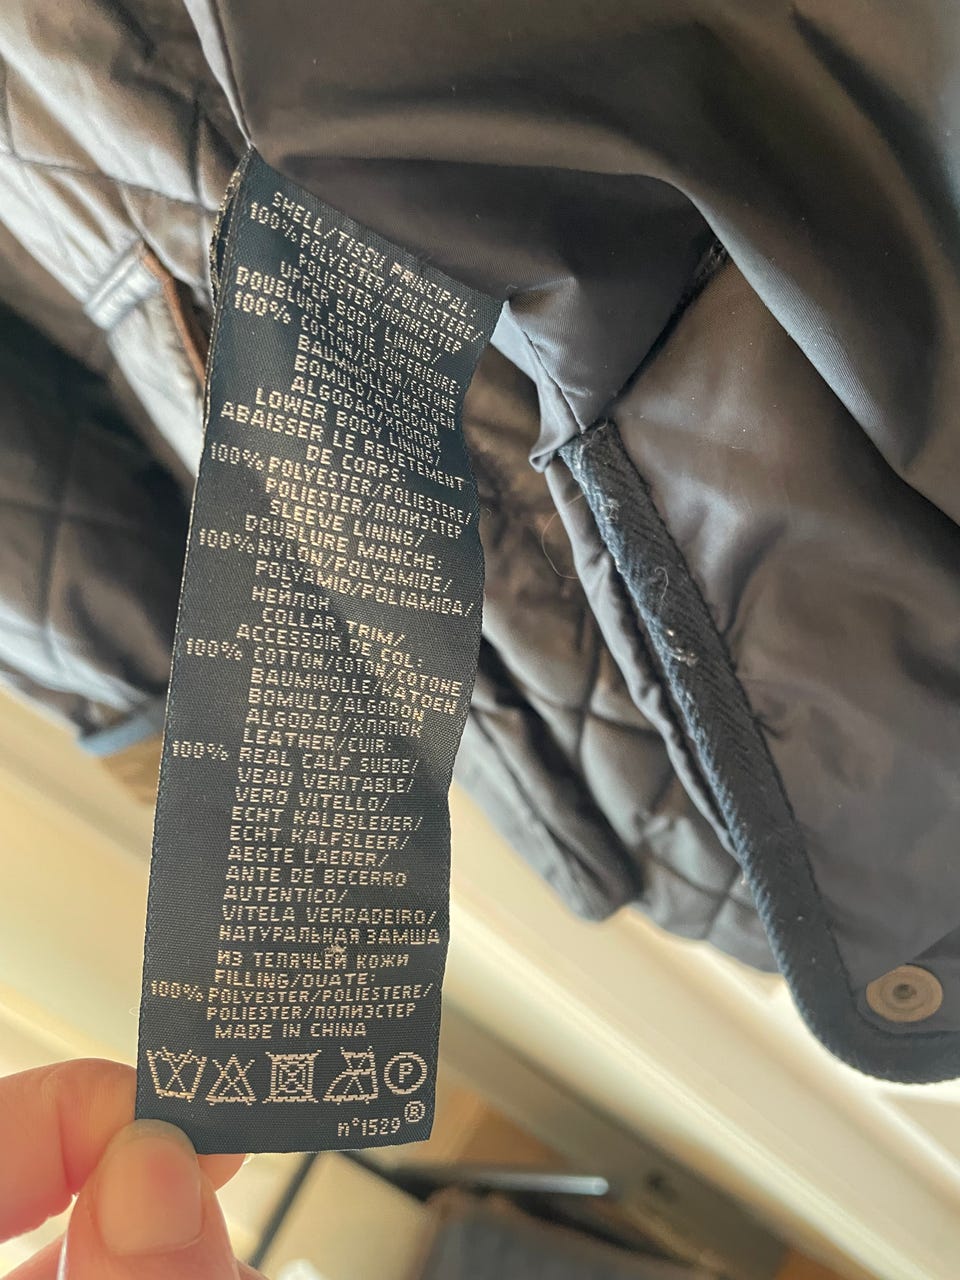 SHELL/TISSU PRINCIPAL:
100% POLYESTER/POLIESTERE/
POLIESTER/ПОЛИЭСТЕР
UPPER BODY LINING/
DOUBLURE PARTIE SUPERIEURE:
100% COTTON/COTON/COTONE
BAUMWOLLE/KATOEN
BOMULD/ALGODON
ALGODAO/ХЛОПОК
LOWER BODY LINING/
ABAISSER LE REVETEMENT
DE CORPS:
100% POLYESTER/POLIESTERE/
POLIESTER/ПОЛИЭСТЕР
SLEEVE LINING/
DOUBLURE MANCHE:
100% NYLON/POLYAMIDE/
POLYAMID/POLIAMIDA/
НЕЙЛОН
COLLAR TRIM/
ACCESSOIR DE COL:
100% COTTON/COTON/COTONE
BAUMWOLLE/KATOEN
BOMULD/ALGODON
ALGODAO/ХЛОПОК
LEATHER/CUIR:
100% REAL CALF SUEDE/
VEAU VERITABLE/
VERO VITELLO/
ECHT KALBSLEDER/
ECHT KALFSLEER/
AEGTE LAEDER/
ANTE DE BECERRO
AUTENTICO/
VITELA VERDADEIRO/
НАТУРАЛЬНАЯ ЗАМША
ИЗ ТЕЛЯЧЬЕЙ КОЖИ
FILLING/OUATE:
100% POLYESTER/POLIESTERE/
POLIESTER/ПОЛИЭСТЕР
MADE IN CHINA
P
n°1529®